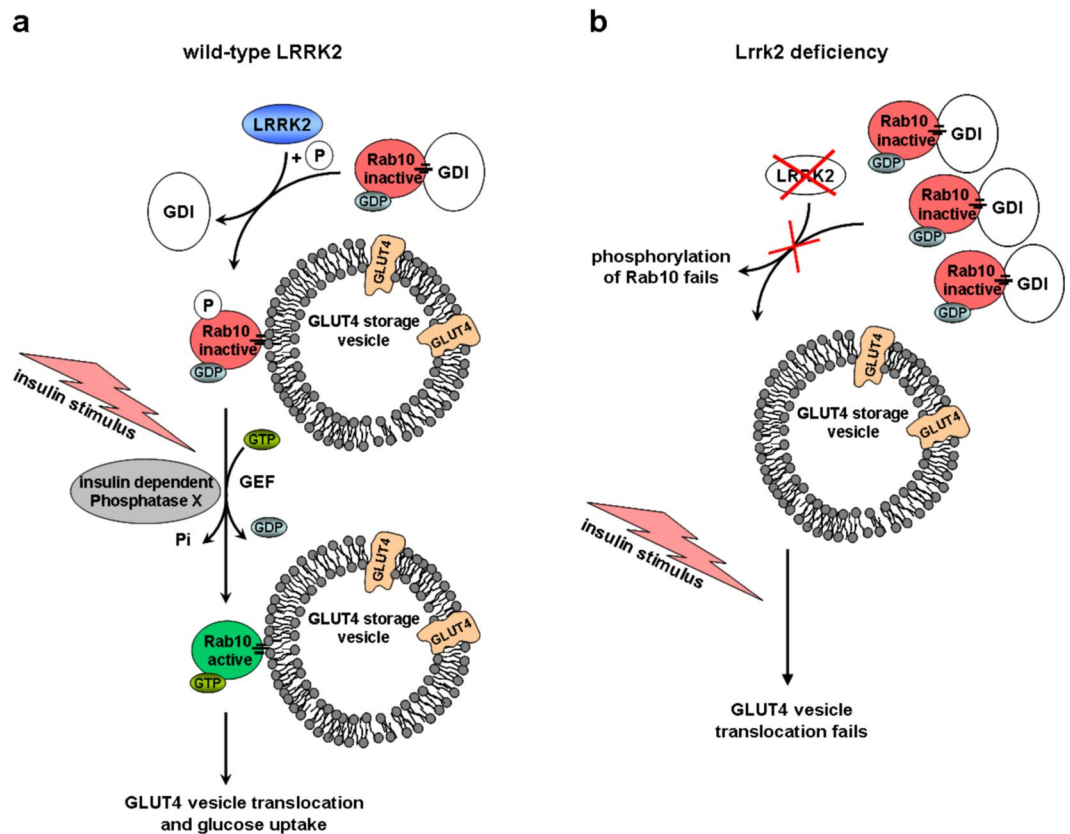 a
wild-type LRRK2
LRRK2
+ P
Rab10
inactive
GDP
GDI
GDI
P
Rab10
inactive
GDP
GLUT4
GLUT4
GLUT4 storage
vesicle
insulin stimulus
insulin dependent
Phosphatase X
GTP
GEF
GDP
Pi
GLUT4
GLUT4
GLUT4 storage
vesicle
Rab10
active
GTP
GLUT4 vesicle translocation
and glucose uptake
b
Lrrk2 deficiency
Rab10
inactive
GDP
GDI
LRRK2
Rab10
inactive
GDP
GDI
Rab10
inactive
GDP
GDI
phosphorylation
of Rab10 fails
GLUT4
GLUT4
GLUT4 storage
vesicle
insulin stimulus
GLUT4 vesicle
translocation fails